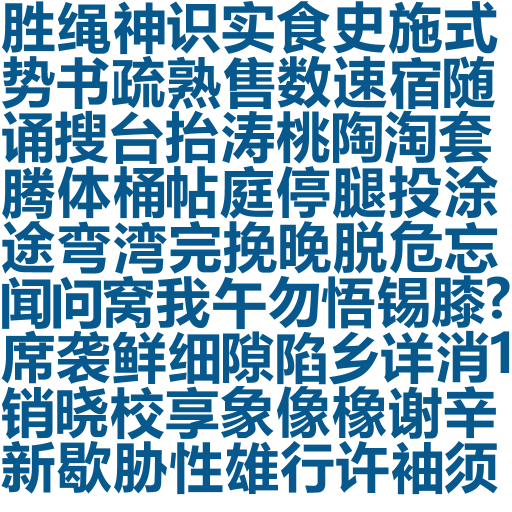 胜绳神识实食史施式
势书疏熟售数速宿随
诵搜台抬涛桃陶淘套
腾体桶帖庭停腿投涂
途弯湾完挽晚脱危忘
闻问窝我午勿悟锡膝?
席袭鲜细隙陷乡详消1
销晓校享象像橡谢辛
新歇胁性雄行许袖须